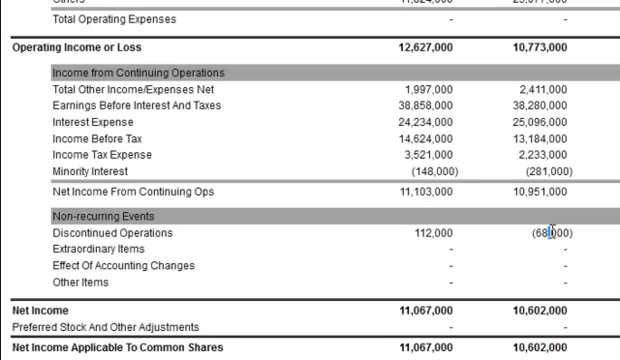 Total Operating Expenses - -
Operating Income or Loss 12,627,000 10,773,000
Income from Continuing Operations
Total Other Income/Expenses Net 1,997,000 2,411,000
Earnings Before Interest And Taxes 38,858,000 38,280,000
Interest Expense 24,234,000 25,096,000
Income Before Tax 14,624,000 13,184,000
Income Tax Expense 3,521,000 2,233,000
Minority Interest (148,000) (281,000)
Net Income From Continuing Ops 11,103,000 10,951,000
Non-recurring Events
Discontinued Operations 112,000 (68,000)
Extraordinary Items - -
Effect Of Accounting Changes - -
Other Items - -
Net Income 11,067,000 10,602,000
Preferred Stock And Other Adjustments - -
Net Income Applicable To Common Shares 11,067,000 10,602,000